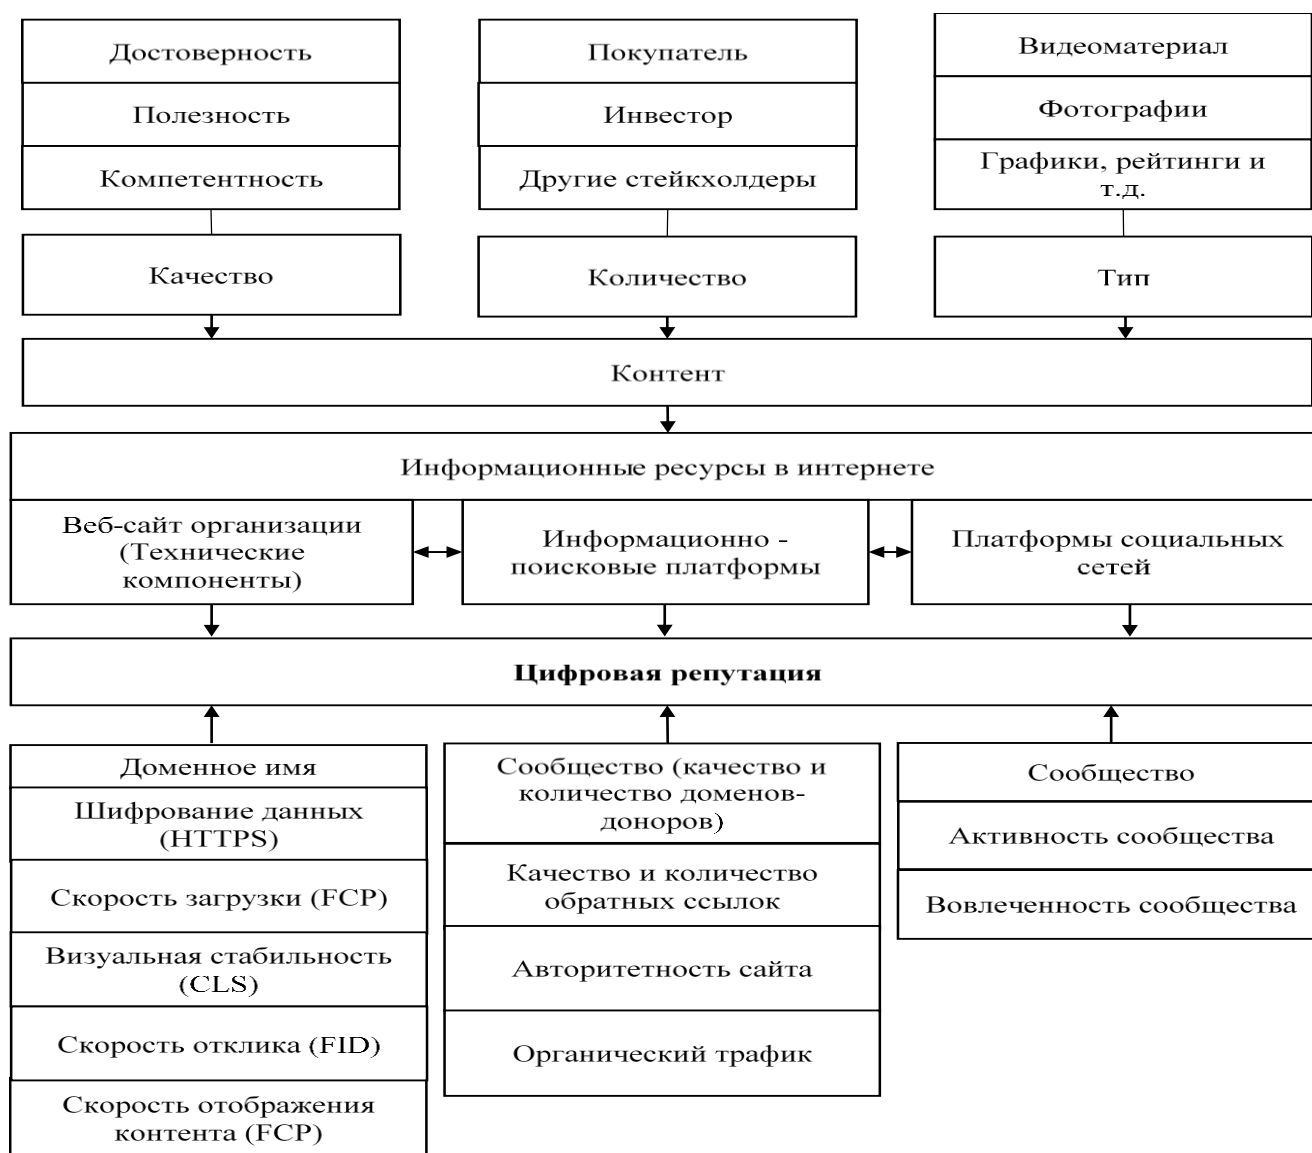 Достоверность
Полезность
Компетентность
Качество
Покупатель
Инвестор
Другие стейкхолдеры
Количество
Видеоматериал
Фотографии
Графики, рейтинги и
т.д.
Тип
Контент
Информационные ресурсы в интернете
Веб-сайт организации
(Технические
компоненты)
Информационно -
поисковые платформы
Платформы социальных
сетей
Цифровая репутация
Доменное имя
Шифрование данных
(HTTPS)
Скорость загрузки (FCP)
Визуальная стабильность
(CLS)
Скорость отклика (FID)
Скорость отображения
контента (FCP)
Сообщество (качество и
количество доменов-
доноров)
Качество и количество
обратных ссылок
Авторитетность сайта
Органический трафик
Сообщество
Активность сообщества
Вовлеченность сообщества